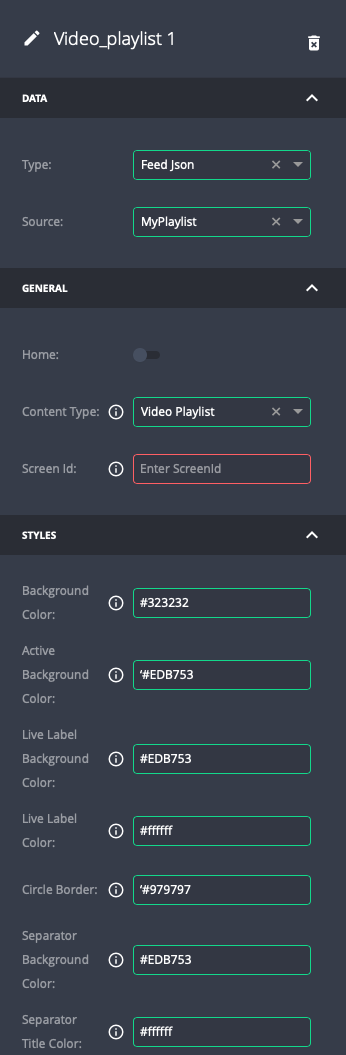 Video_playlist 1
DATA
Type:
Feed Json
Source:
MyPlaylist
GENERAL
Home:
Content Type:
Video Playlist
Screen Id:
Enter ScreenId
STYLES
Background
Color:
#323232
Active
Background
Color:
'#EDB753
Live Label
Background
Color:
#EDB753
Live Label
Color:
#ffffff
Circle Border:
'#979797
Separator
Background
Color:
#EDB753
Separator
Title Color:
#ffffff